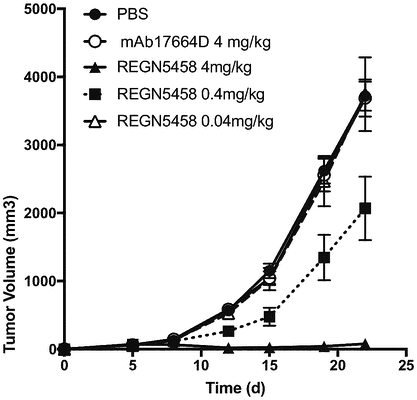 PBS
mAb17664D 4 mg/kg
REGN5458 4mg/kg
REGN5458 0.4mg/kg
REGN5458 0.04mg/kg
5000
4000
3000
2000
1000
0
Tumor Volume (mm3)
0 5 10 15 20 25
Time (d)